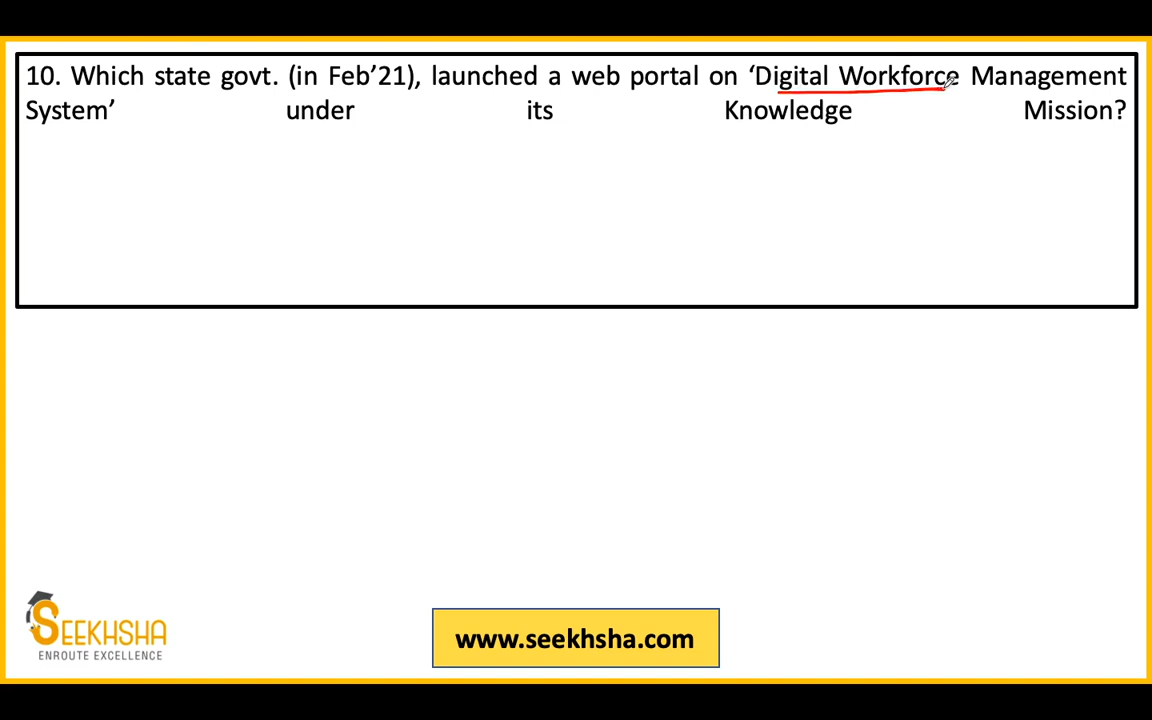 10. Which state govt. (in Feb’21), launched a web portal on ‘Digital Workforce Management
System’ under its Knowledge Mission?
SEEKHSHA
ENROUTE EXCELLENCE
www.seekhsha.com